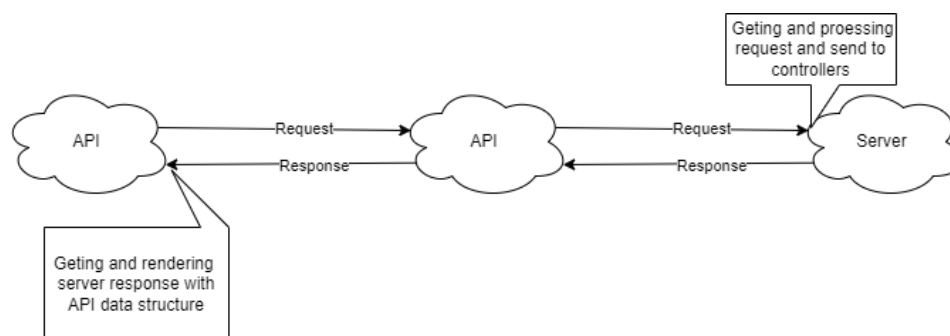 Geting and proessing
request and send to
controllers
API
Request
API
Request
Server
Response
Response
Geting and rendering
server response with
API data structure